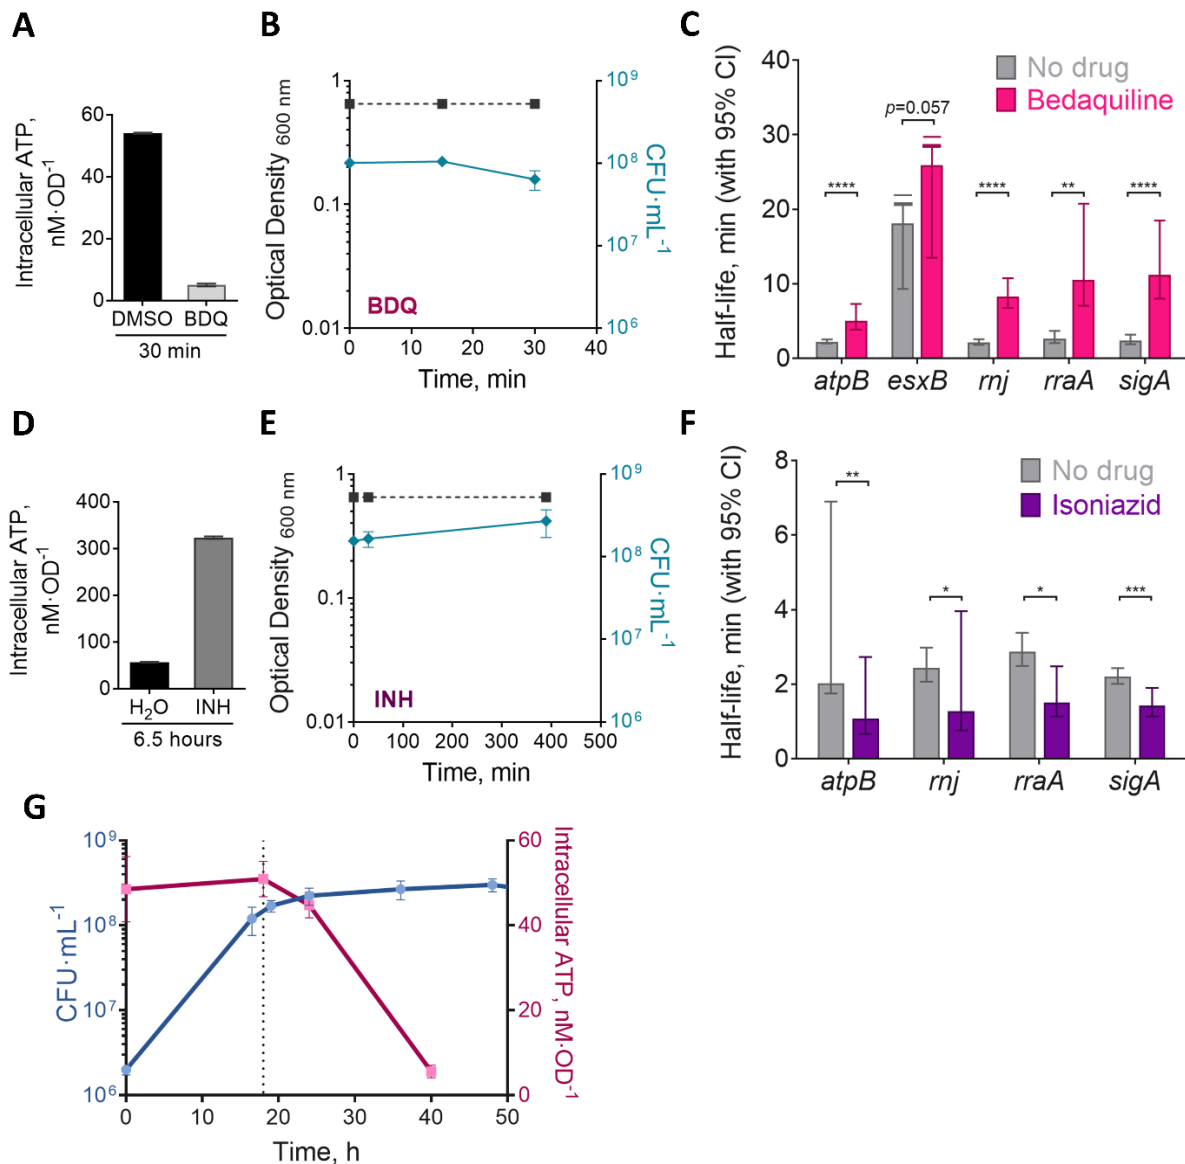 A
Intracellular ATP,
nM·OD⁻¹
60
40
20
0
DMSO BDQ
30 min
B
Optical Density 600 nm
1
0.1
0.01
BDQ
10⁹
10⁸
10⁷
10⁶
CFU·mL⁻¹
0 10 20 30 40
Time, min
C
Half-life, min (with 95% CI)
40
30
20
10
0
No drug
Bedaquiline
p=0.057
**** **** ** ****
atpB esxB rnj rraA sigA
D
Intracellular ATP,
nM·OD⁻¹
400
300
200
100
0
H₂O INH
6.5 hours
E
Optical Density 600 nm
1
0.1
0.01
INH
10⁹
10⁸
10⁷
10⁶
CFU·mL⁻¹
0 100 200 300 400 500
Time, min
F
Half-life, min (with 95% CI)
8
6
4
2
0
No drug
Isoniazid
** * * ***
atpB rnj rraA sigA
G
CFU·mL⁻¹
10⁹
10⁸
10⁷
10⁶
60
40
20
0
Intracellular ATP, nM·OD⁻¹
0 10 20 30 40 50
Time, h